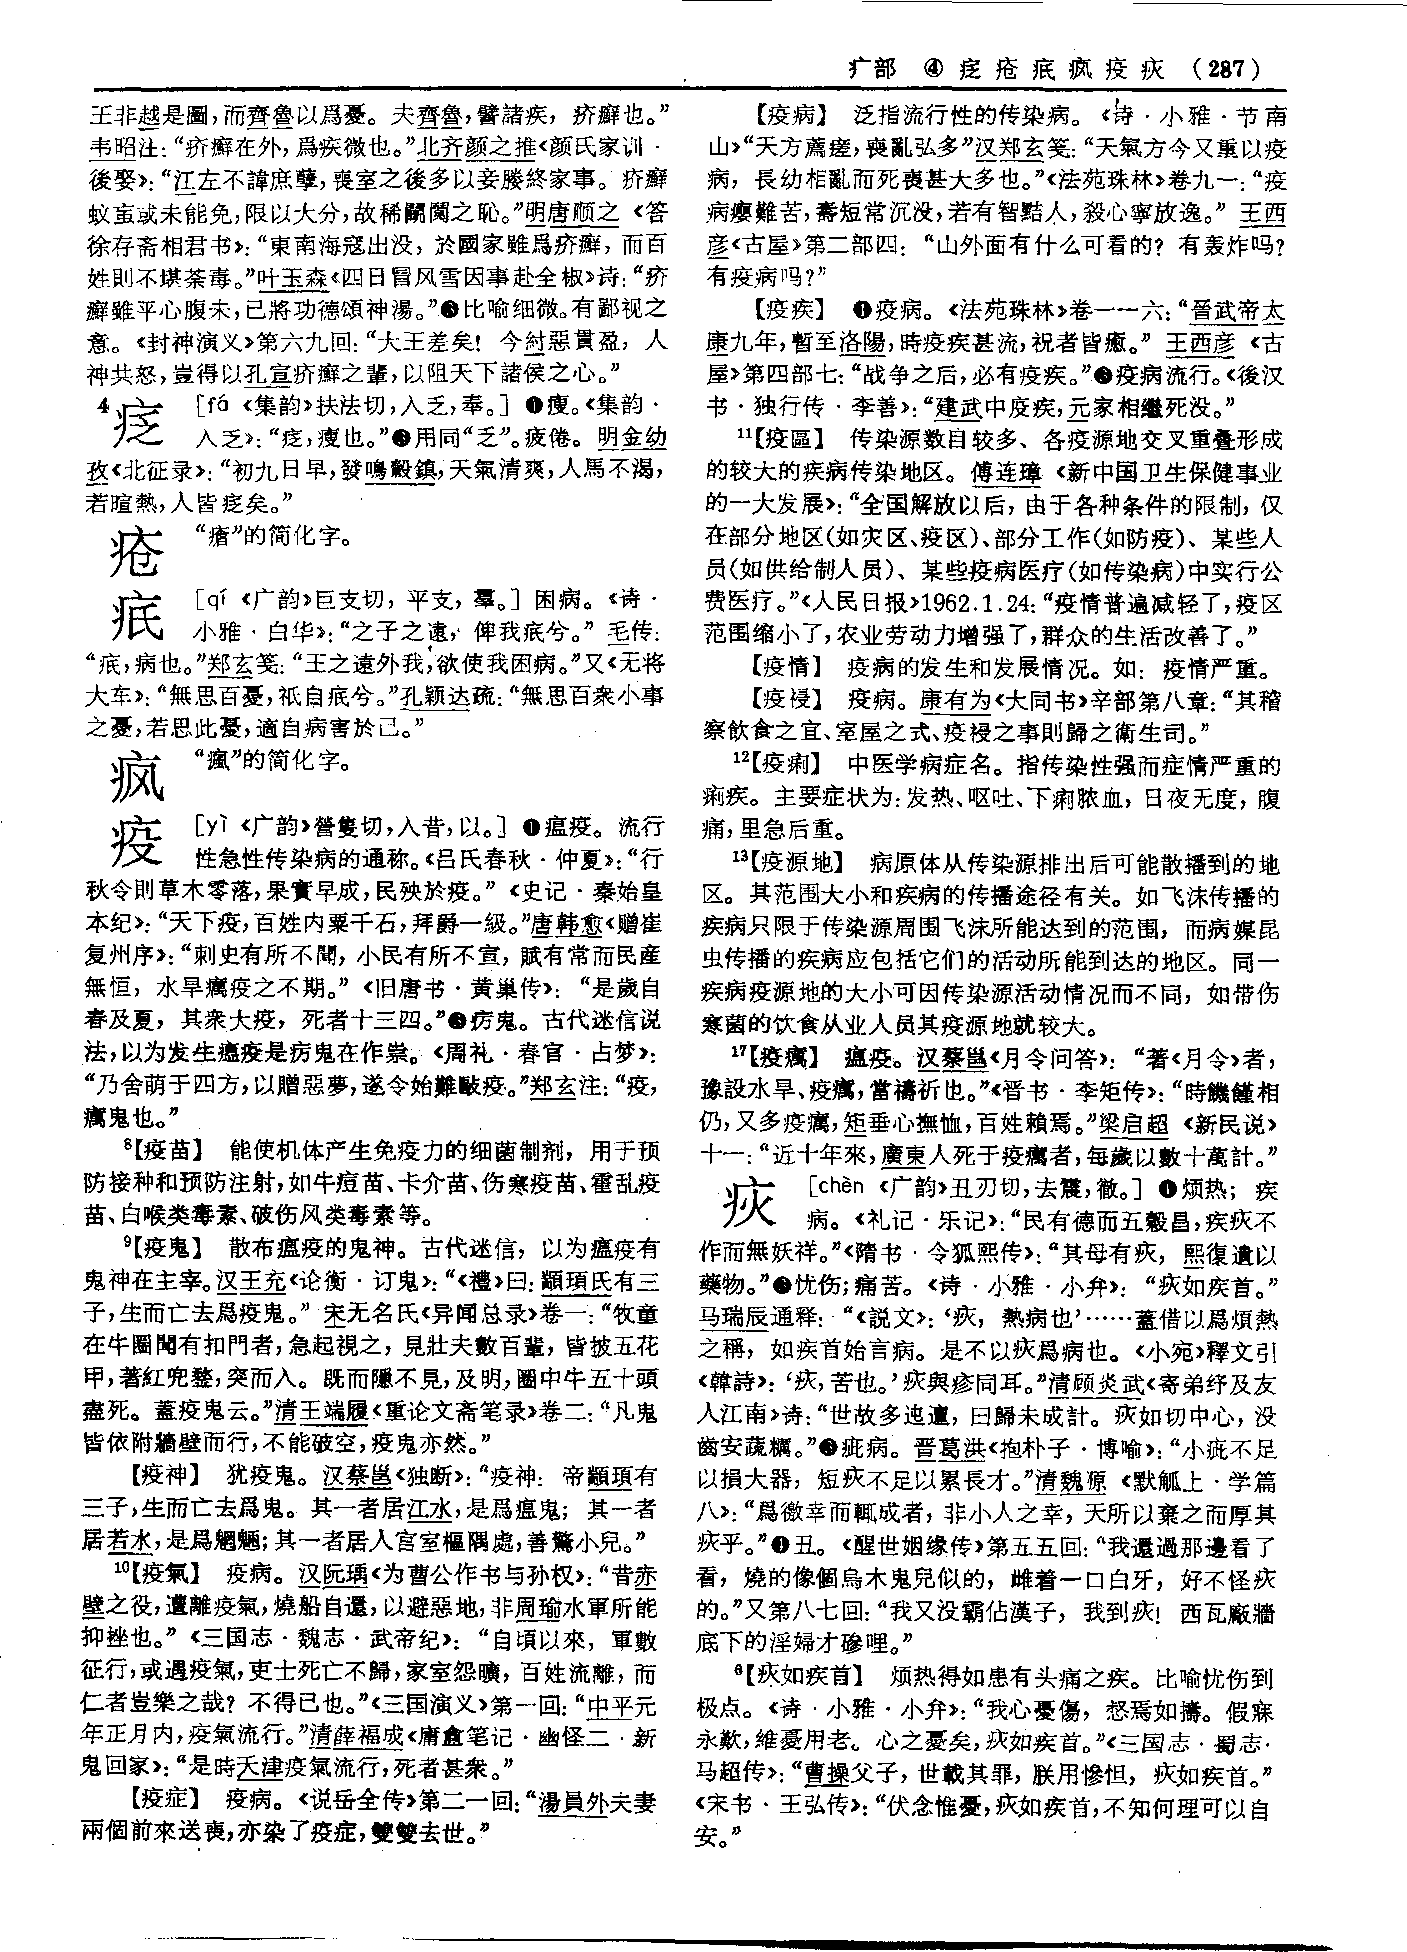 疒部 ④ 疺疮疧疯疫疢 (287)
王非越是圖，而齊魯以爲憂。夫齊魯，譬諸疾，疥癬也。”
韦昭注：“疥癬在外，爲疾微也。”北齐颜之推《颜氏家训·
後娶》：“江左不諱庶孽，喪室之後多以妾媵終家事。疥癬
蚊虻或未能免，限以大分，故稀鬭鬩之恥。”明唐顺之《答
徐存斋相君书》：“東南海寇出没，於國家雖爲疥癬，而百
姓則不堪荼毒。”叶玉森《四日冒风雪因事赴全椒》诗：“疥
癬雖平心腹未，已將功德頌神湯。”❸比喻细微。有鄙视之
意。《封神演义》第六九回：“大王差矣！今紂惡貫盈，人
神共怒，豈得以孔宣疥癬之輩，以阻天下諸侯之心。”
4疺 [fá 《集韵》扶法切，入乏，奉。] ❶瘦。《集韵·
入乏》：“疺，瘦也。”❷用同“乏”。疲倦。明金幼
孜《北征录》：“初九日早，發鳴轂鎮，天氣清爽，人馬不渴，
若暄熱，人皆疺矣。”
疮 “瘡”的简化字。
疧 [qí 《广韵》巨支切，平支，羣。] 困病。《诗·
小雅·白华》：“之子之遠，俾我疧兮。”毛传：
“疧，病也。”郑玄笺：“王之遠外我，欲使我困病。”又《无将
大车》：“無思百憂，祇自疧兮。”孔颖达疏：“無思百衆小事
之憂，若思此憂，適自病害於己。”
疯 “瘋”的简化字。
疫 [yì 《广韵》營隻切，入昔，以。] ❶瘟疫。流行
性急性传染病的通称。《吕氏春秋·仲夏》：“行
秋令則草木零落，果實早成，民殃於疫。”《史记·秦始皇
本纪》：“天下疫，百姓内粟千石，拜爵一級。”唐韩愈《赠崔
复州序》：“刺史有所不聞，小民有所不宣，賦有常而民産
無恒，水旱癘疫之不期。”《旧唐书·黄巢传》：“是歲自
春及夏，其衆大疫，死者十三四。”❷疠鬼。古代迷信说
法，以为发生瘟疫是疠鬼在作祟。《周礼·春官·占梦》：
“乃舍萌于四方，以贈惡夢，遂令始難毆疫。”郑玄注：“疫，
癘鬼也。”
8【疫苗】 能使机体产生免疫力的细菌制剂，用于预
防接种和预防注射，如牛痘苗、卡介苗、伤寒疫苗、霍乱疫
苗、白喉类毒素、破伤风类毒素等。
9【疫鬼】 散布瘟疫的鬼神。古代迷信，以为瘟疫有
鬼神在主宰。汉王充《论衡·订鬼》：“《禮》曰：顓頊氏有三
子，生而亡去爲疫鬼。”宋无名氏《异闻总录》卷一：“牧童
在牛圈聞有扣門者，急起視之，見壯夫數百輩，皆披五花
甲，著紅兜鍪，突而入。既而隱不見，及明，圈中牛五十頭
盡死。蓋疫鬼云。”清王端履《重论文斋笔录》卷二：“凡鬼
皆依附牆壁而行，不能破空，疫鬼亦然。”
【疫神】 犹疫鬼。汉蔡邕《独断》：“疫神：帝顓頊有
三子，生而亡去爲鬼。其一者居江水，是爲瘟鬼；其一者
居若水，是爲魍魎；其一者居人宫室樞隅處，善驚小兒。”
10【疫氣】 疫病。汉阮瑀《为曹公作书与孙权》：“昔赤
壁之役，遭離疫氣，燒船自還，以避惡地，非周瑜水軍所能
抑挫也。”《三国志·魏志·武帝纪》：“自頃以來，軍數
征行，或遇疫氣，吏士死亡不歸，家室怨曠，百姓流離，而
仁者豈樂之哉？不得已也。”《三国演义》第一回：“中平元
年正月内，疫氣流行。”清薛福成《庸盦笔记·幽怪二·新
鬼回家》：“是時天津疫氣流行，死者甚衆。”
【疫症】 疫病。《说岳全传》第二一回：“湯員外夫妻
兩個前來送喪，亦染了疫症，雙雙去世。”
【疫病】 泛指流行性的传染病。《诗·小雅·节南
山》“天方薦瘥，喪亂弘多”汉郑玄笺：“天氣方今又重以疫
病，長幼相亂而死喪甚大多也。”《法苑珠林》卷九一：“疫
病癭難苦，壽短常沉没，若有智黠人，殺心寧放逸。”王西
彦《古屋》第二部四：“山外面有什么可看的？有轰炸吗？
有疫病吗？”
【疫疾】 ❶疫病。《法苑珠林》卷一一六：“晉武帝太
康九年，暫至洛陽，時疫疾甚流，祝者皆癒。”王西彦《古
屋》第四部七：“战争之后，必有疫疾。”❷疫病流行。《後汉
书·独行传·李善》：“建武中疫疾，元家相繼死没。”
11【疫區】 传染源数目较多、各疫源地交叉重叠形成
的较大的疾病传染地区。傅连璋《新中国卫生保健事业
的一大发展》：“全国解放以后，由于各种条件的限制，仅
在部分地区（如灾区、疫区）、部分工作（如防疫）、某些人
员（如供给制人员）、某些疫病医疗（如传染病）中实行公
费医疗。”《人民日报》1962.1.24：“疫情普遍减轻了，疫区
范围缩小了，农业劳动力增强了，群众的生活改善了。”
【疫情】 疫病的发生和发展情况。如：疫情严重。
【疫祲】 疫病。康有为《大同书》辛部第八章：“其稽
察飲食之宜、室屋之式、疫祲之事則歸之衛生司。”
12【疫痢】 中医学病症名。指传染性强而症情严重的
痢疾。主要症状为：发热、呕吐、下痢脓血，日夜无度，腹
痛，里急后重。
13【疫源地】 病原体从传染源排出后可能散播到的地
区。其范围大小和疾病的传播途径有关。如飞沫传播的
疾病只限于传染源周围飞沫所能达到的范围，而病媒昆
虫传播的疾病应包括它们的活动所能到达的地区。同一
疾病疫源地的大小可因传染源活动情况而不同，如带伤
寒菌的饮食从业人员其疫源地就较大。
17【疫癘】 瘟疫。汉蔡邕《月令问答》：“著《月令》者，
豫設水旱、疫癘，當禱祈也。”《晋书·李矩传》：“時饑饉相
仍，又多疫癘，矩垂心撫恤，百姓賴焉。”梁启超《新民说》
十一：“近十年來，廣東人死于疫癘者，每歲以數十萬計。”
疢 [chèn 《广韵》丑刃切，去震，徹。] ❶烦热；疾
病。《礼记·乐记》：“民有德而五穀昌，疾疢不
作而無妖祥。”《隋书·令狐熙传》：“其母有疢，熙復遺以
藥物。”❷忧伤；痛苦。《诗·小雅·小弁》：“疢如疾首。”
马瑞辰通释：“《説文》：‘疢，熱病也’……蓋借以爲煩熱
之稱，如疾首始言病。是不以疢爲病也。《小宛》釋文引
《韓詩》：‘疢，苦也。’疢與疹同耳。”清顾炎武《寄弟纾及友
人江南》诗：“世故多迍邅，曰歸未成計。疢如切中心，没
齒安蔬糲。”❸疵病。晋葛洪《抱朴子·博喻》：“小疵不足
以損大器，短疢不足以累長才。”清魏源《默觚上·学篇
八》：“爲徼幸而輒成者，非小人之幸，天所以棄之而厚其
疢乎。”❹丑。《醒世姻缘传》第五五回：“我還過那邊看了
看，燒的像個烏木鬼兒似的，雌着一口白牙，好不怪疢
的。”又第八七回：“我又没霸佔漢子，我到疢！西瓦廠牆
底下的淫婦才磣哩。”
6【疢如疾首】 烦热得如患有头痛之疾。比喻忧伤到
极点。《诗·小雅·小弁》：“我心憂傷，惄焉如擣。假寐
永歎，維憂用老。心之憂矣，疢如疾首。”《三国志·蜀志·
马超传》：“曹操父子，世載其罪，朕用慘怛，疢如疾首。”
《宋书·王弘传》：“伏念惟憂，疢如疾首，不知何理可以自
安。”